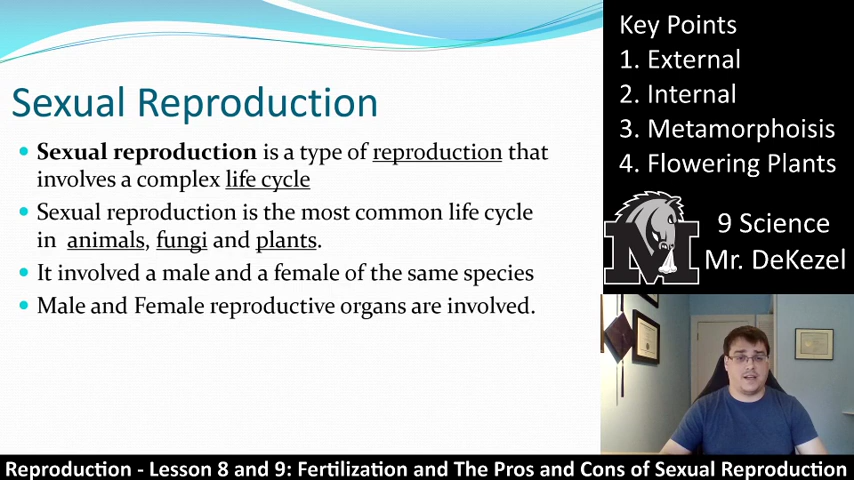 Sexual Reproduction
• Sexual reproduction is a type of reproduction that
involves a complex life cycle
• Sexual reproduction is the most common life cycle
in animals, fungi and plants.
• It involved a male and a female of the same species
• Male and Female reproductive organs are involved.
Key Points
1. External
2. Internal
3. Metamorphoisis
4. Flowering Plants
M
9 Science
Mr. DeKezel
Reproduction - Lesson 8 and 9: Fertilization and The Pros and Cons of Sexual Reproduction